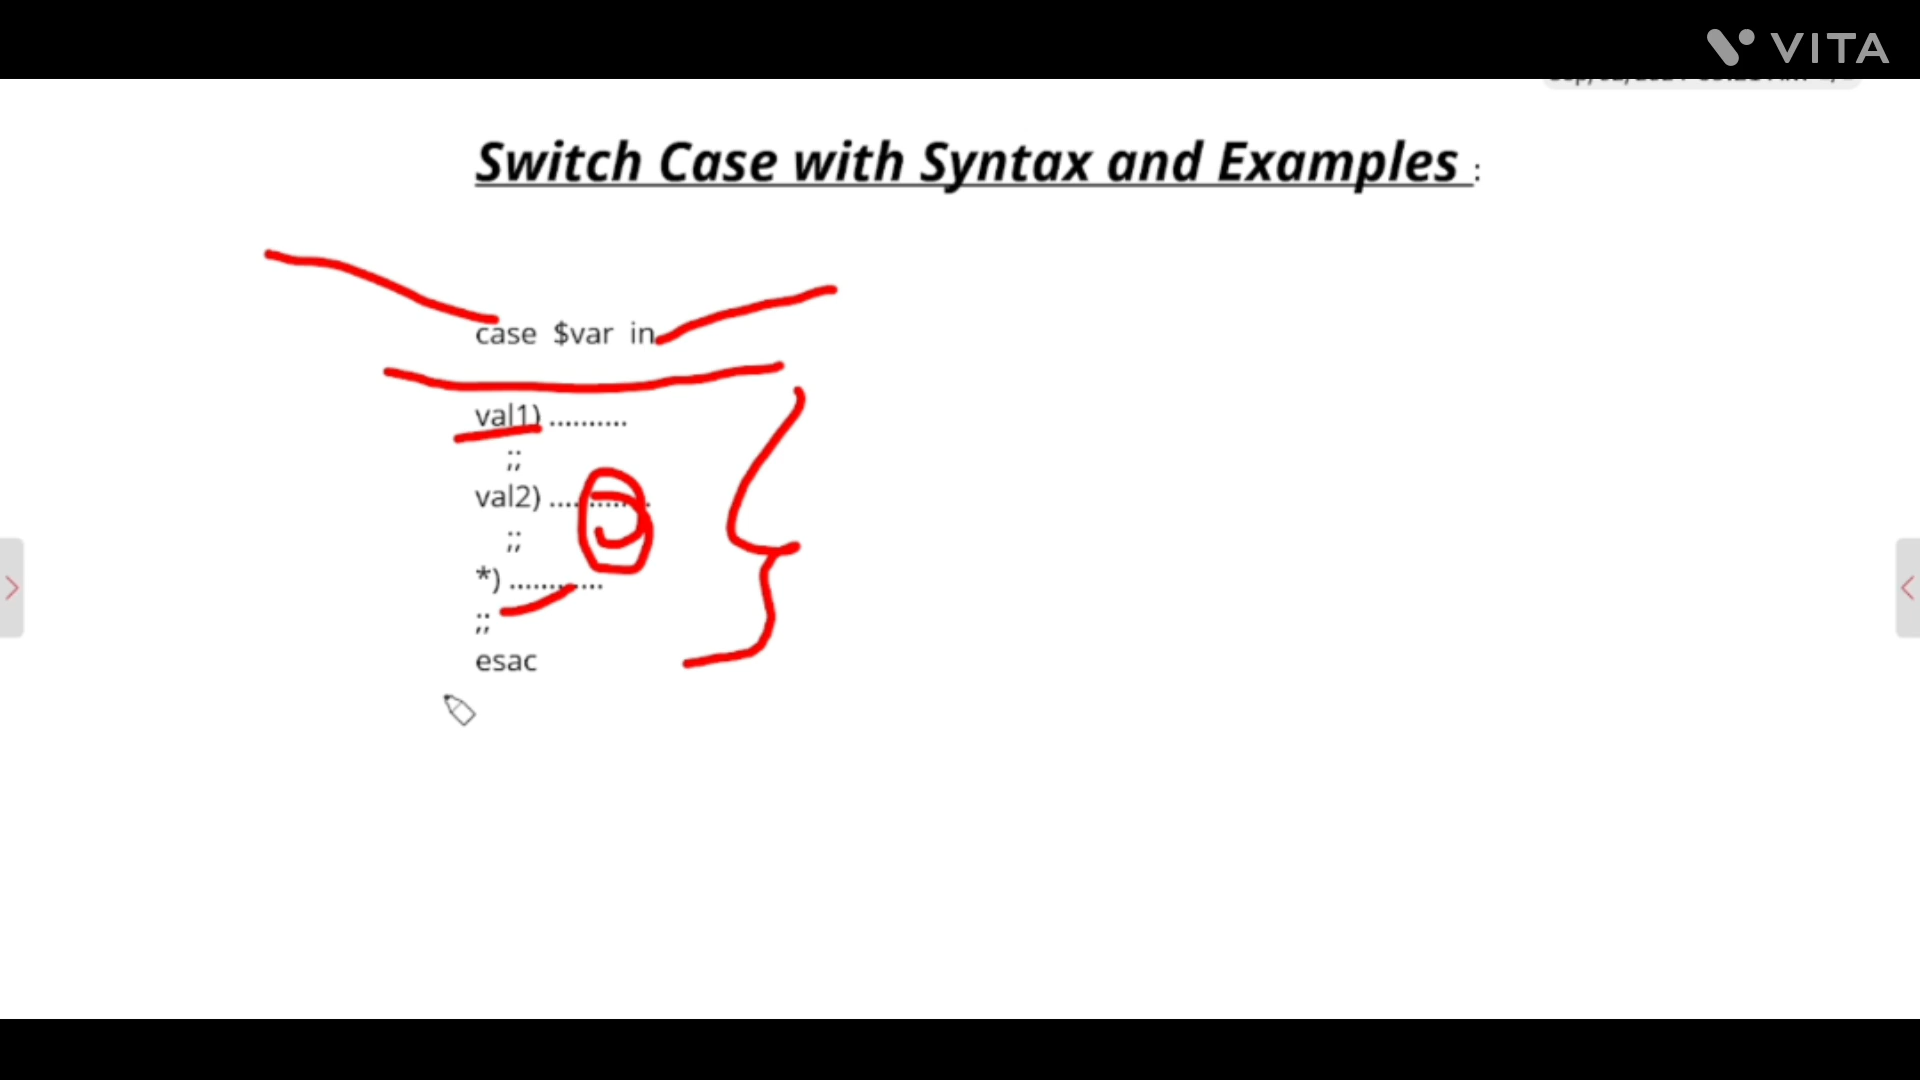 VITA
Switch Case with Syntax and Examples :
case $var in
val1) ..........
;;
val2) .............
;;
*) ............
;;
esac